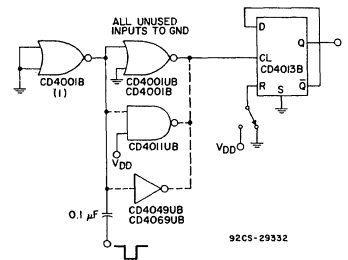 ALL UNUSED
INPUTS TO GND
CD4001B
(1)
CD4001UB
CD4001B
CD4011UB
VDD
CD4049UB
CD4069UB
0.1 μF
D
Q
CL
CD4013B
R
S
Q̅
VDD
92CS-29332